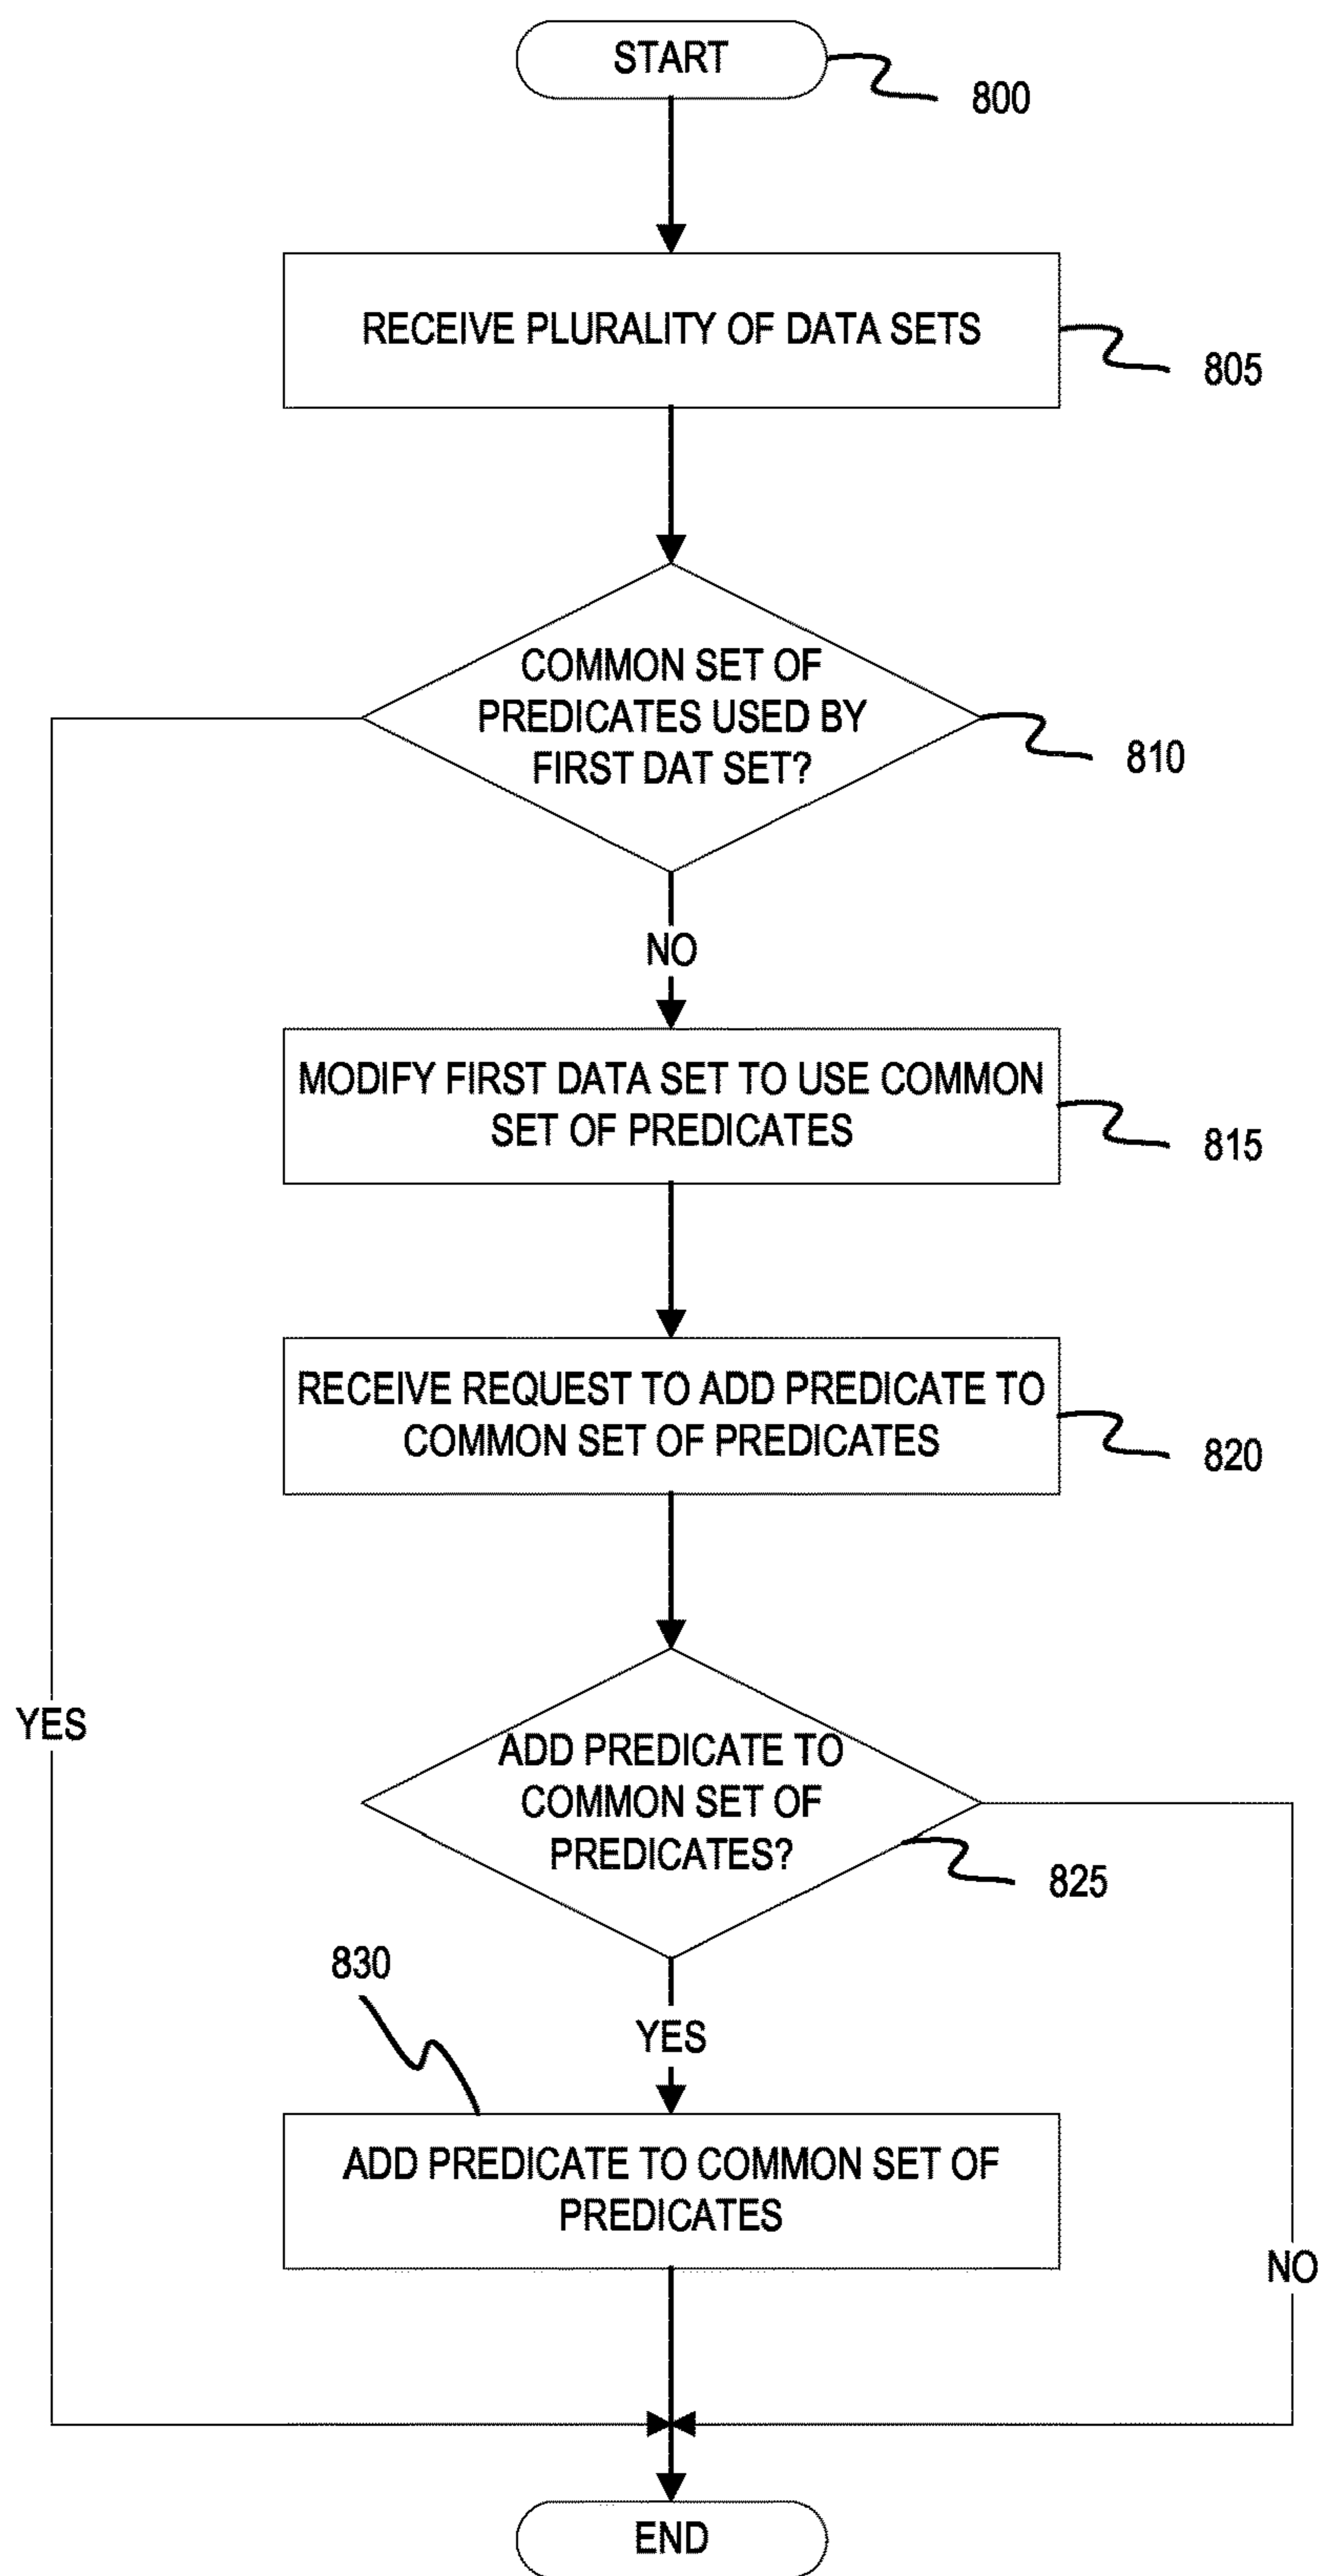 START
800
RECEIVE PLURALITY OF DATA SETS
805
COMMON SET OF
PREDICATES USED BY
FIRST DAT SET?
810
NO
MODIFY FIRST DATA SET TO USE COMMON
SET OF PREDICATES
815
RECEIVE REQUEST TO ADD PREDICATE TO
COMMON SET OF PREDICATES
820
YES
ADD PREDICATE TO
COMMON SET OF
PREDICATES?
825
830
YES
ADD PREDICATE TO COMMON SET OF
PREDICATES
NO
END